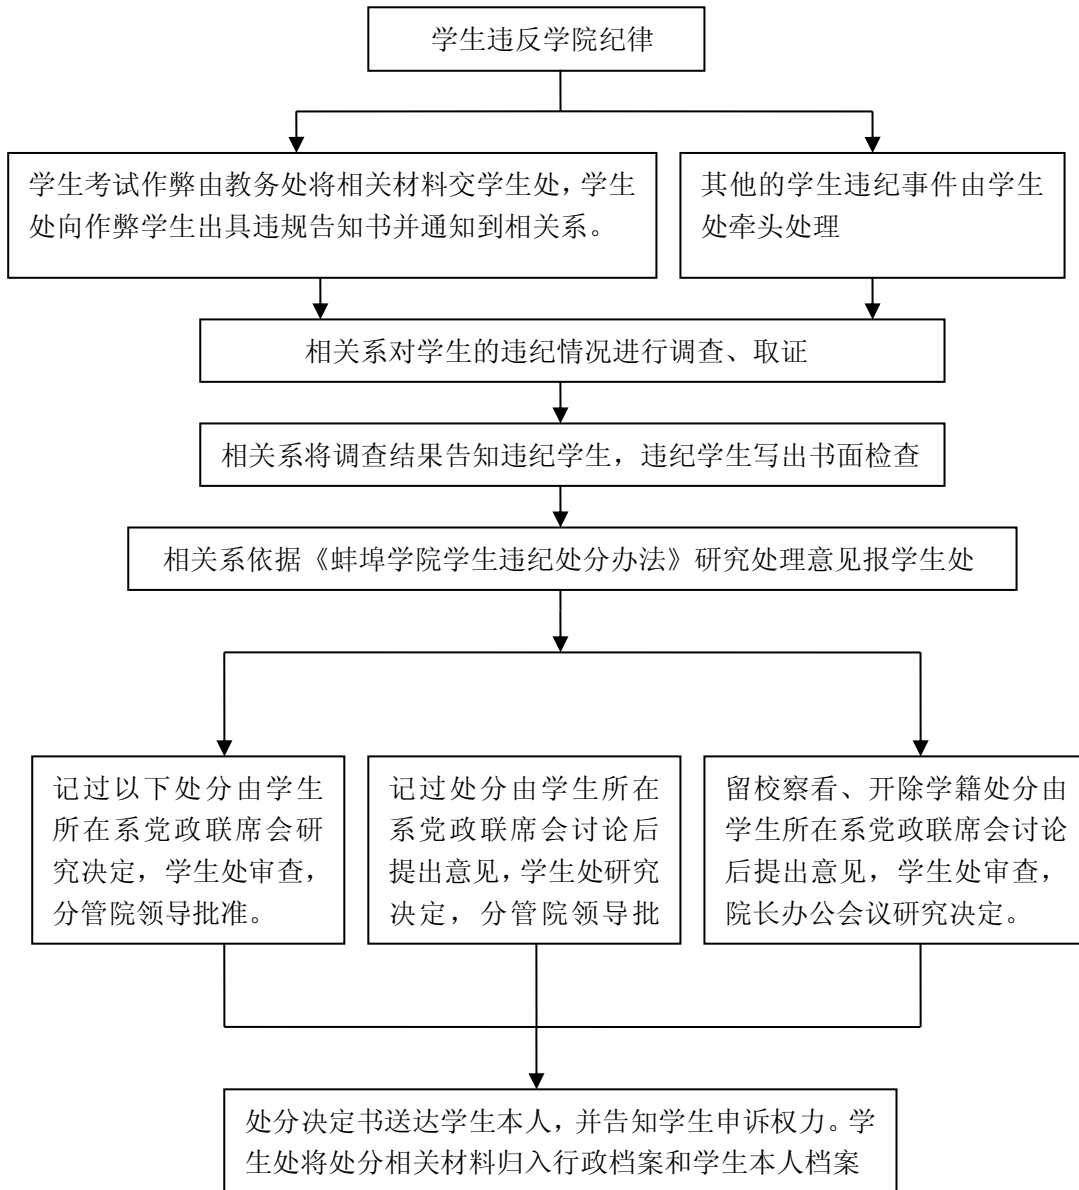 学生违反学院纪律
学生考试作弊由教务处将相关材料交学生处，学生
处向作弊学生出具违规告知书并通知到相关系。
其他的学生违纪事件由学生
处牵头处理
相关系对学生的违纪情况进行调查、取证
相关系将调查结果告知违纪学生，违纪学生写出书面检查
相关系依据《蚌埠学院学生违纪处分办法》研究处理意见报学生处
记过以下处分由学生
所在系党政联席会研
究决定，学生处审查，
分管院领导批准。
记过处分由学生所在
系党政联席会讨论后
提出意见，学生处研究
决定，分管院领导批
留校察看、开除学籍处分由
学生所在系党政联席会讨论
后提出意见，学生处审查，
院长办公会议研究决定。
处分决定书送达学生本人，并告知学生申诉权力。学
生处将处分相关材料归入行政档案和学生本人档案